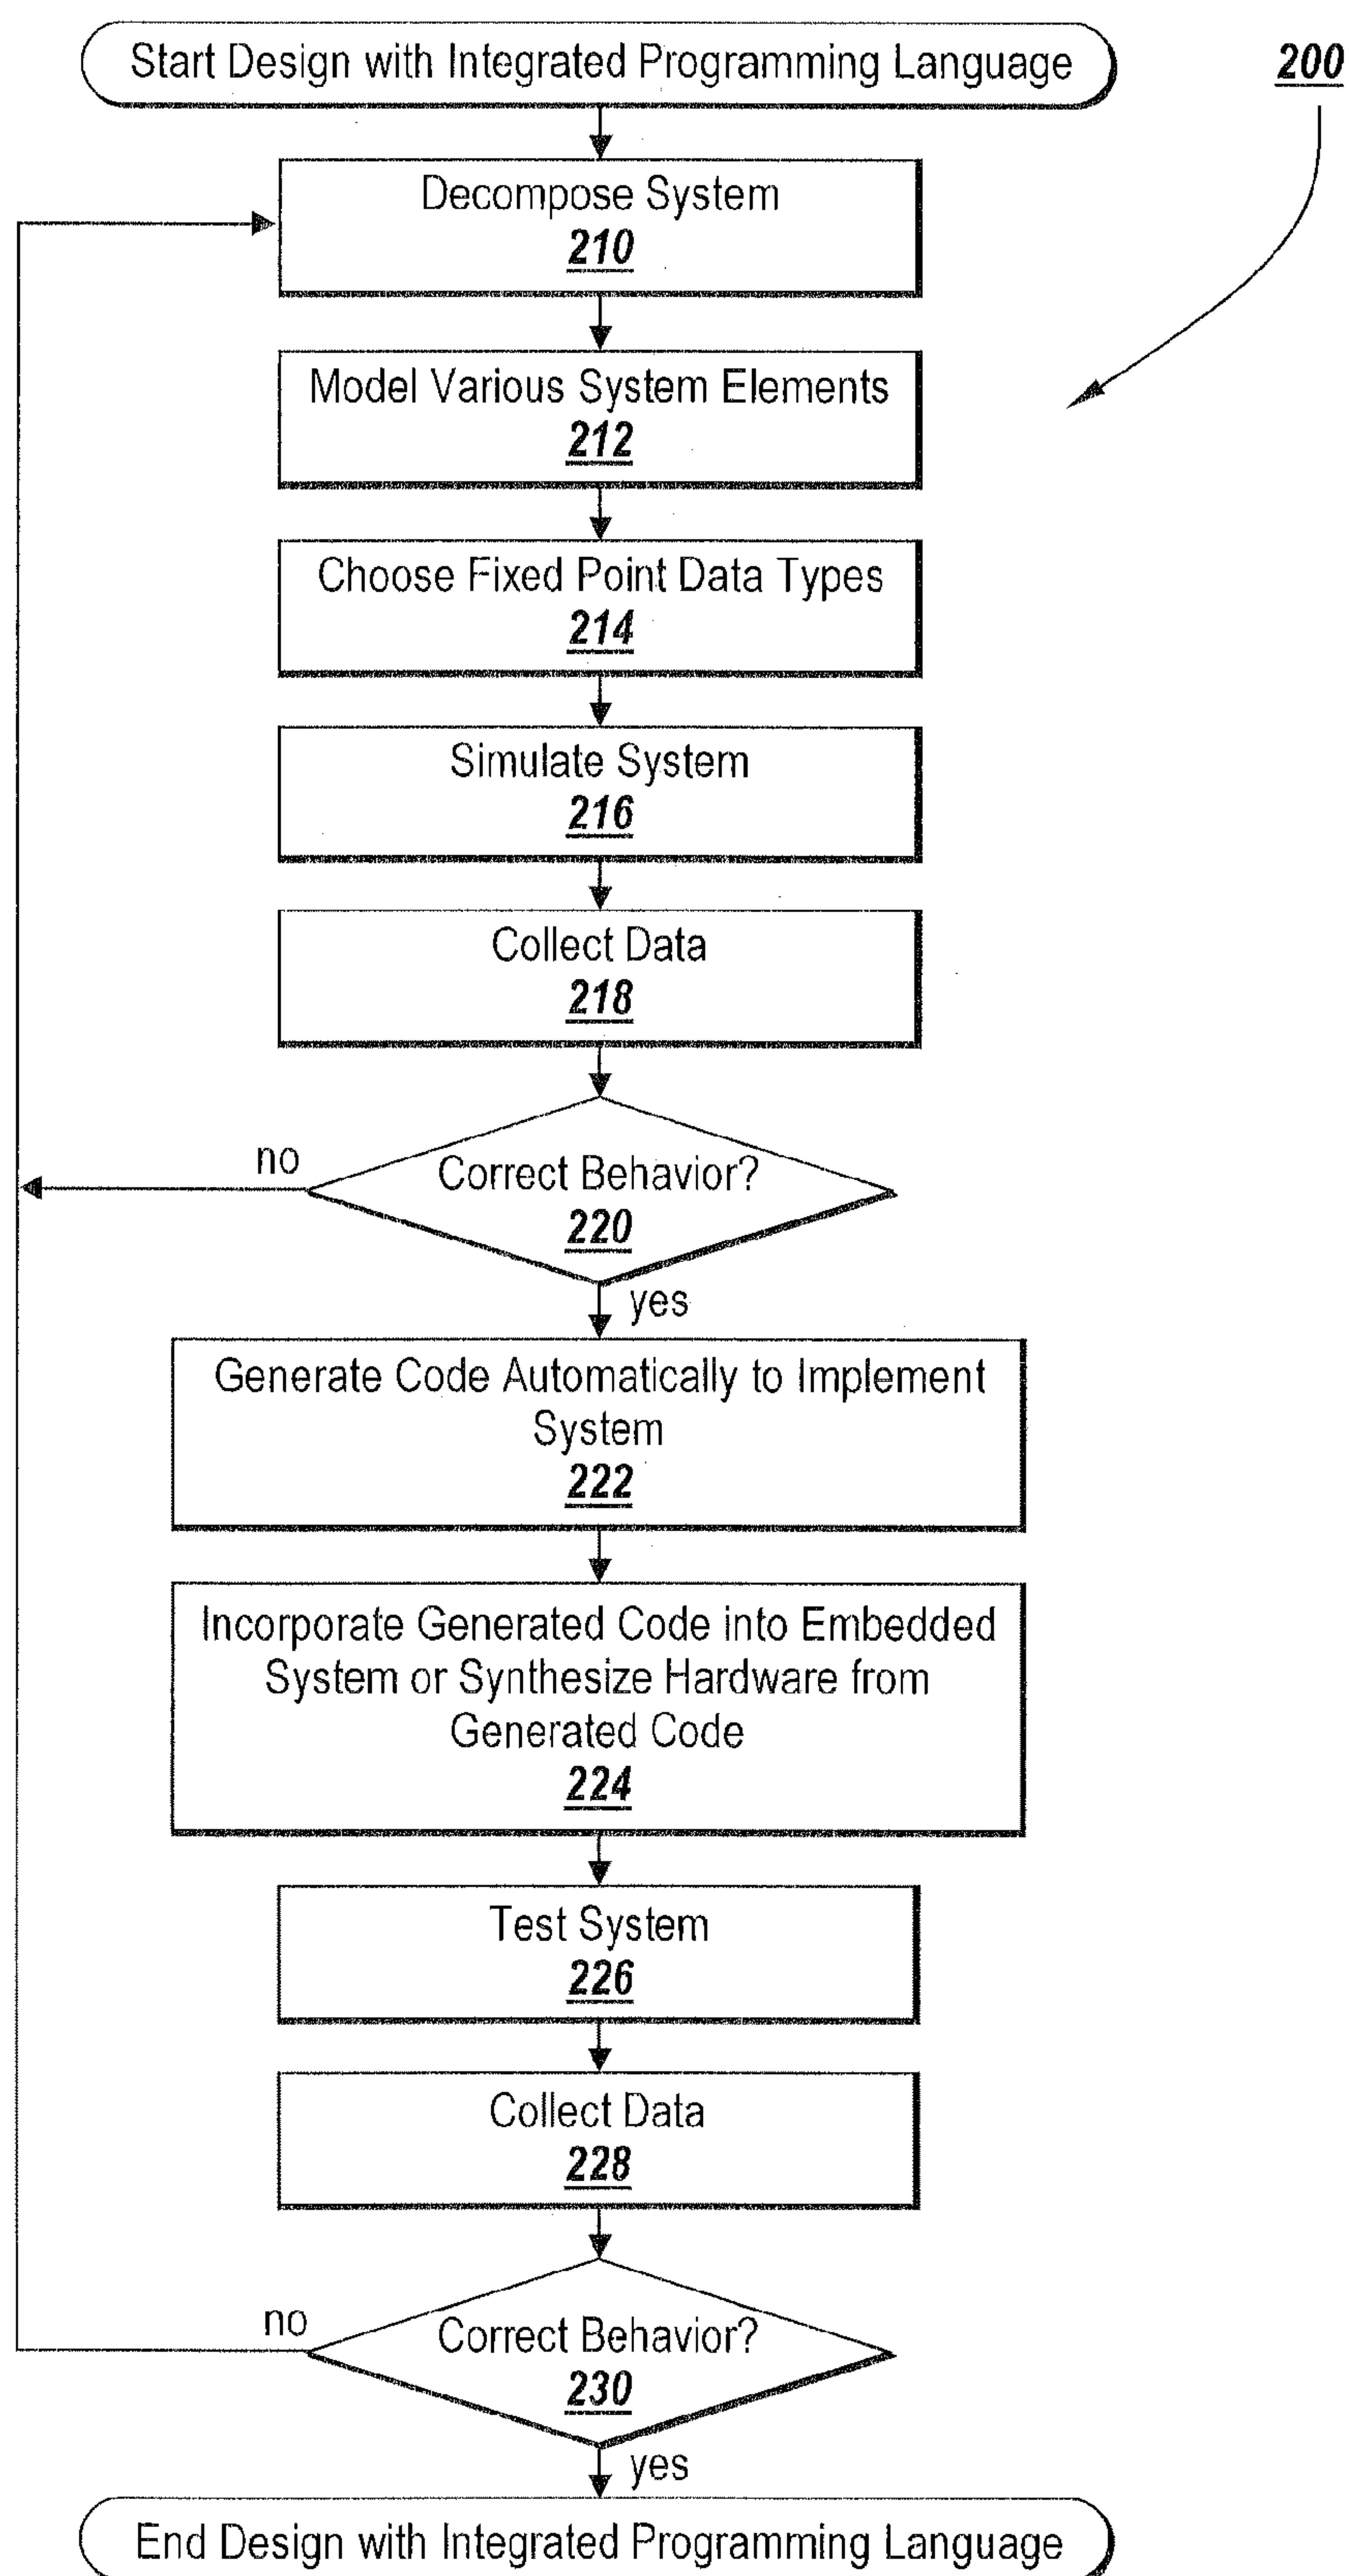 Start Design with Integrated Programming Language
200
Decompose System
210
Model Various System Elements
212
Choose Fixed Point Data Types
214
Simulate System
216
Collect Data
218
no
Correct Behavior?
220
yes
Generate Code Automatically to Implement
System
222
Incorporate Generated Code into Embedded
System or Synthesize Hardware from
Generated Code
224
Test System
226
Collect Data
228
no
Correct Behavior?
230
yes
End Design with Integrated Programming Language